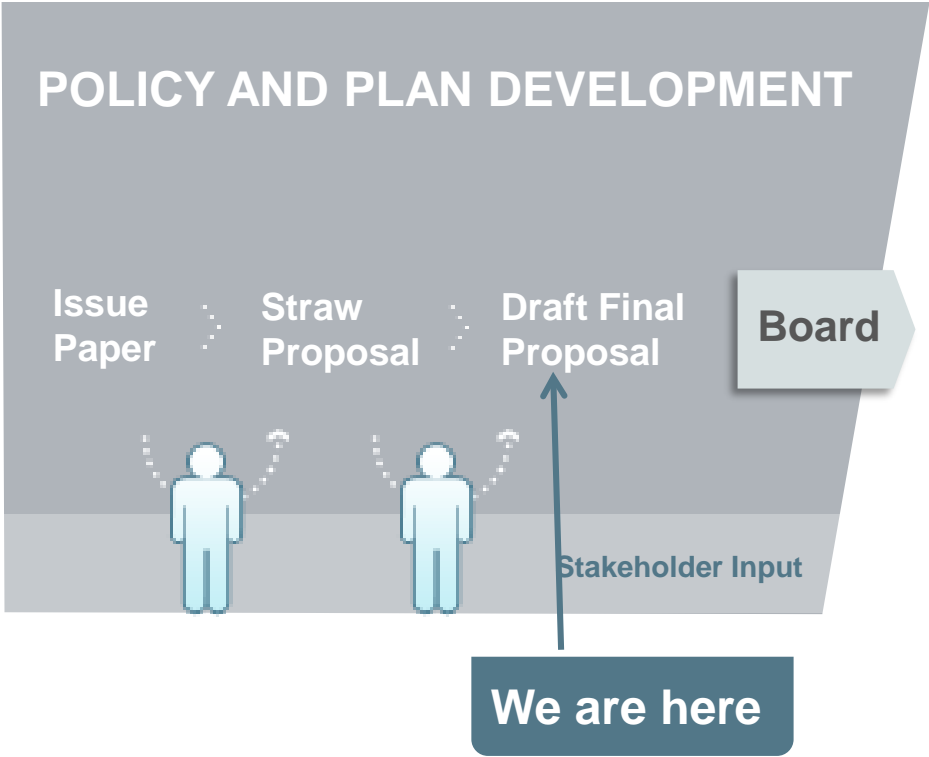 POLICY AND PLAN DEVELOPMENT
Issue
Paper
Straw
Proposal
Draft Final
Proposal
Board
Stakeholder Input
We are here